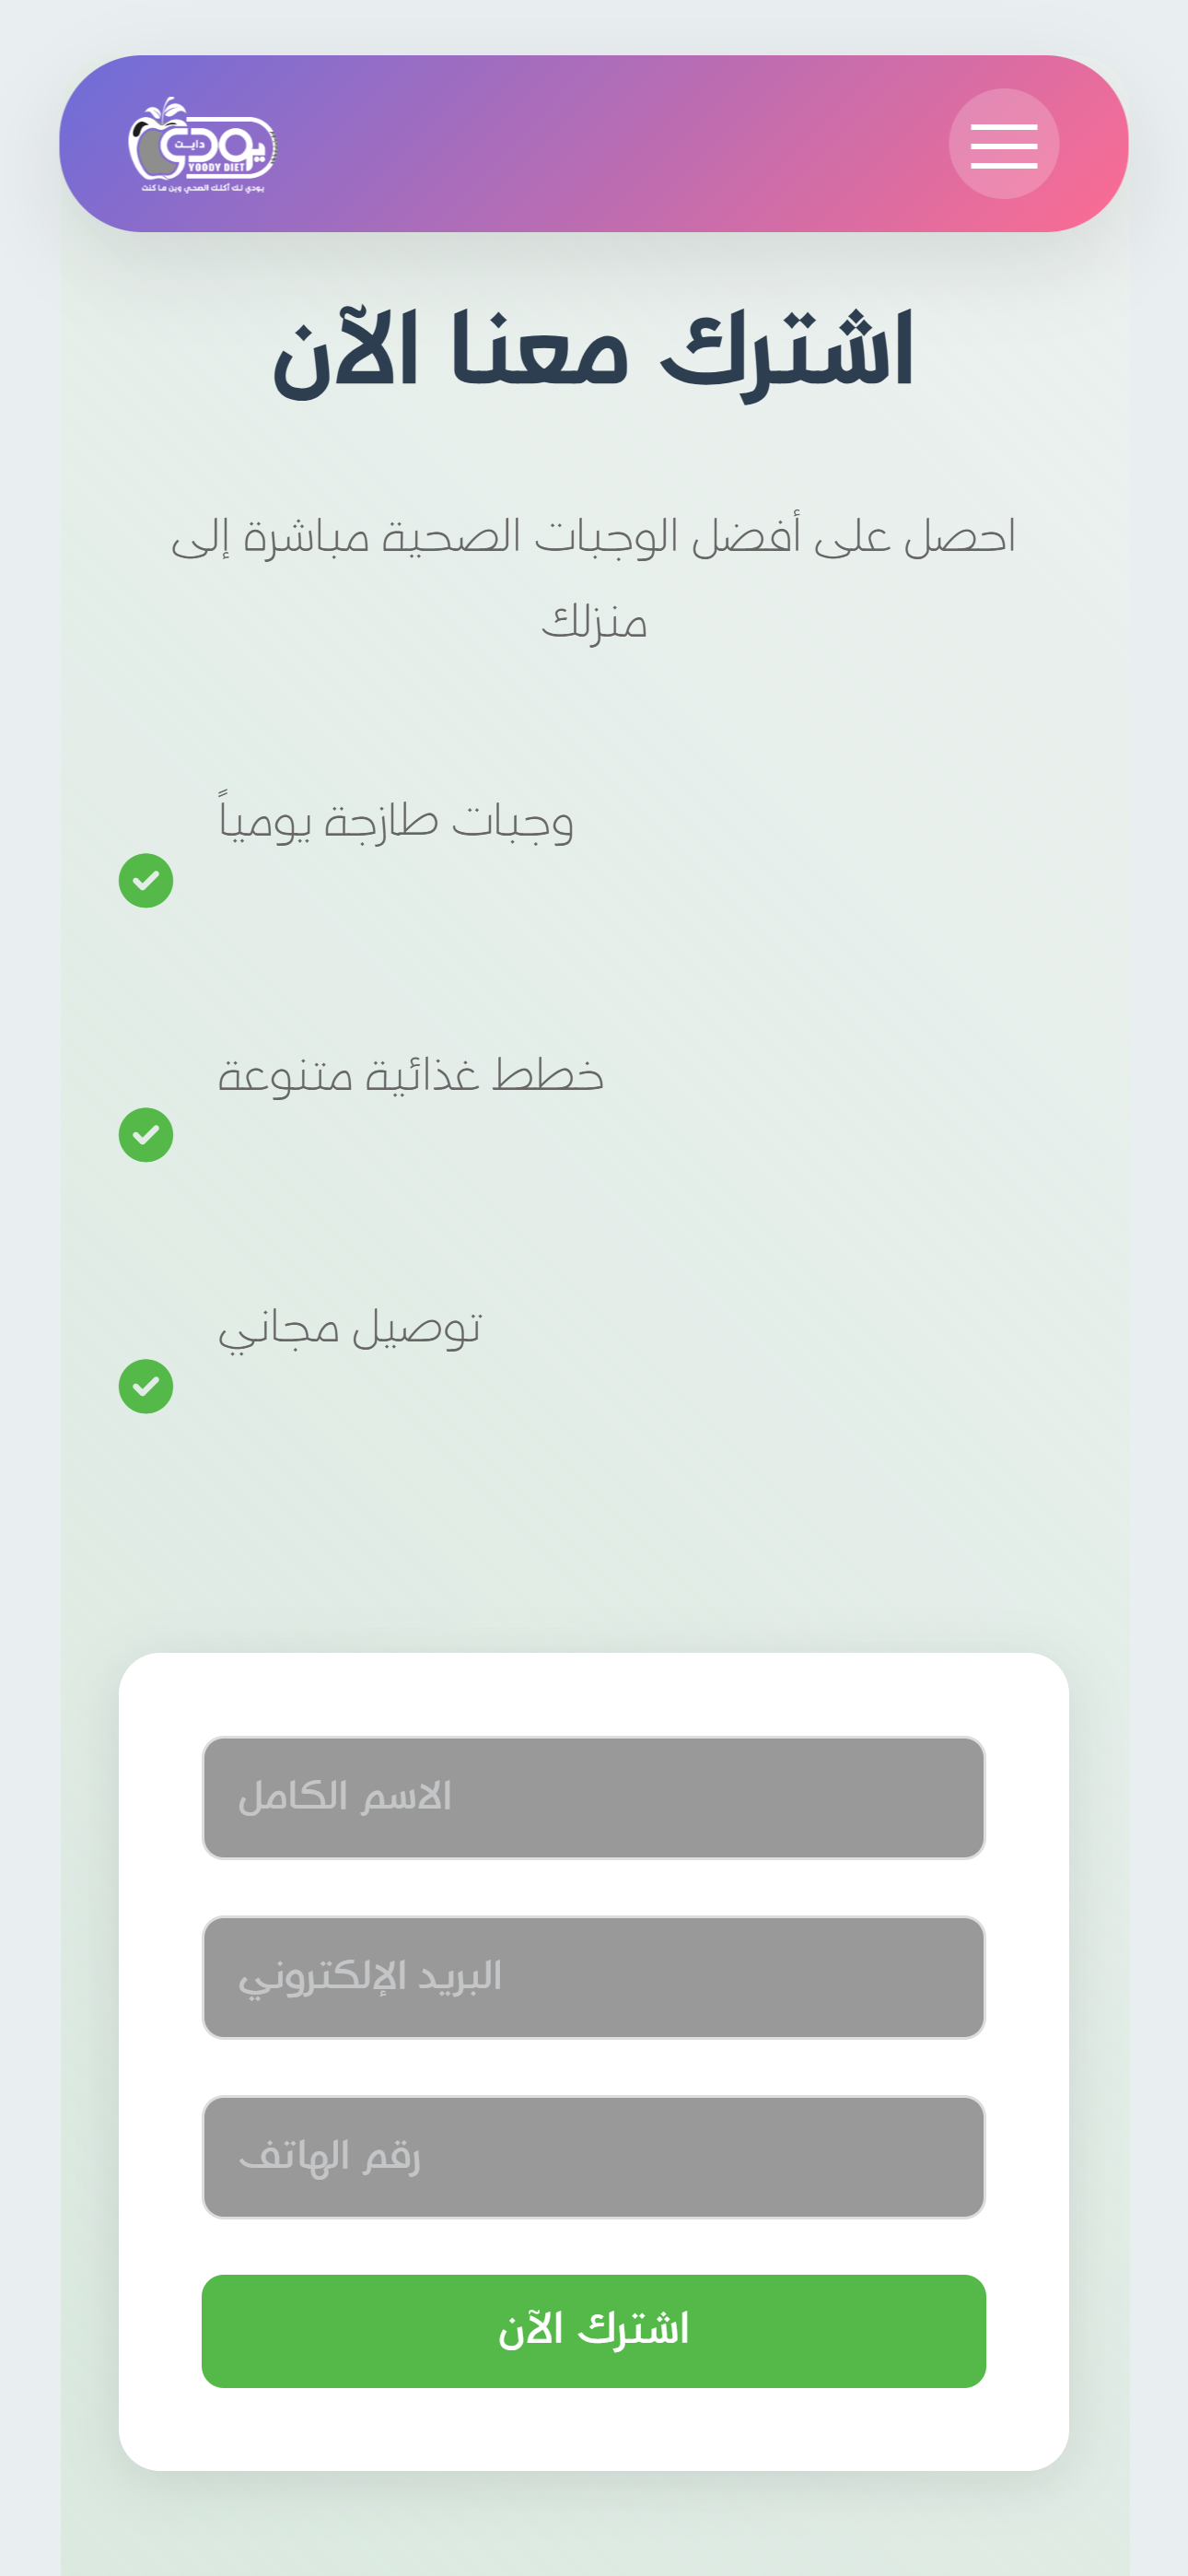 يودي
دايت
YOODY DIET
يودي لك أكلك الصحي وين ما كنت
اشترك معنا الآن
احصل على أفضل الوجبات الصحية مباشرة إلى
منزلك
وجبات طازجة يومياً
خطط غذائية متنوعة
توصيل مجاني
الاسم الكامل
البريد الإلكتروني
رقم الهاتف
اشترك الآن